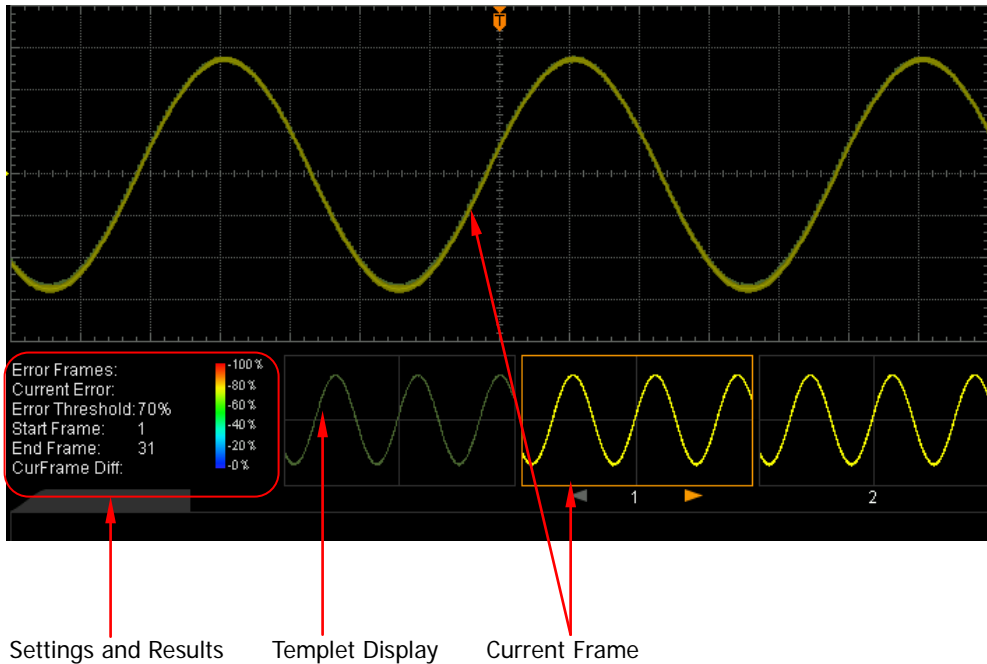 T
Error Frames:
Current Error:
Error Threshold:70%
Start Frame: 1
End Frame: 31
CurFrame Diff:
-100%
-80%
-60%
-40%
-20%
-0%
1
2
Settings and Results
Templet Display
Current Frame